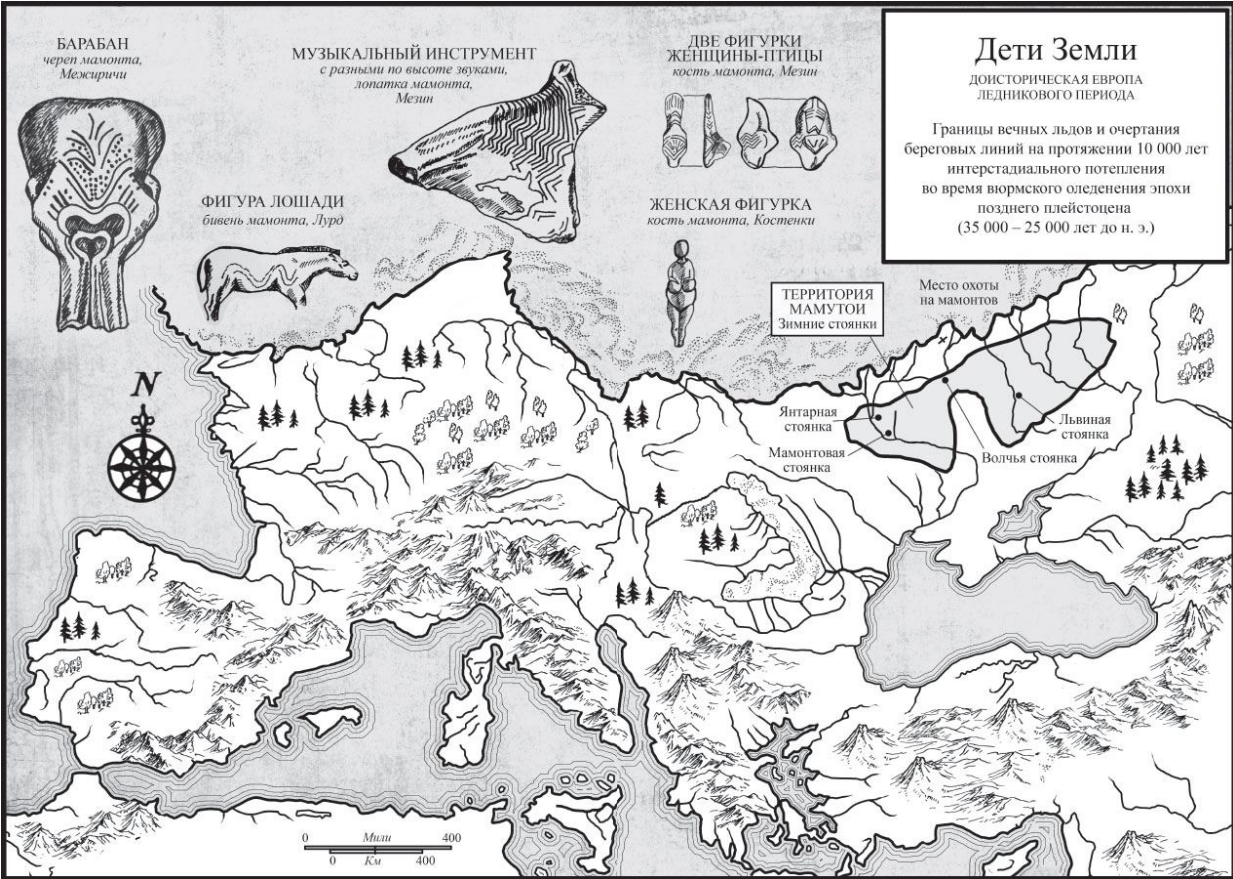 БАРАБАН
череп мамонта,
Межиричи
МУЗЫКАЛЬНЫЙ ИНСТРУМЕНТ
с разными по высоте звуками,
лопатка мамонта,
Мезин
ДВЕ ФИГУРКИ
ЖЕНЩИНЫ-ПТИЦЫ
кость мамонта, Мезин
Дети Земли
ДОИСТОРИЧЕСКАЯ ЕВРОПА
ЛЕДНИКОВОГО ПЕРИОДА
Границы вечных льдов и очертания
береговых линий на протяжении 10 000 лет
интерстадиального потепления
во время вюрмского оледенения эпохи
позднего плейстоцена
(35 000 – 25 000 лет до н. э.)
ФИГУРА ЛОШАДИ
бивень мамонта, Лурд
ЖЕНСКАЯ ФИГУРКА
кость мамонта, Костенки
ТЕРРИТОРИЯ
МАМУТОИ
Зимние стоянки
Место охоты
на мамонтов
N
Янтарная
стоянка
Мамонтовая
стоянка
Львиная
стоянка
Волчья стоянка
0 Мили 400
0 Км 400